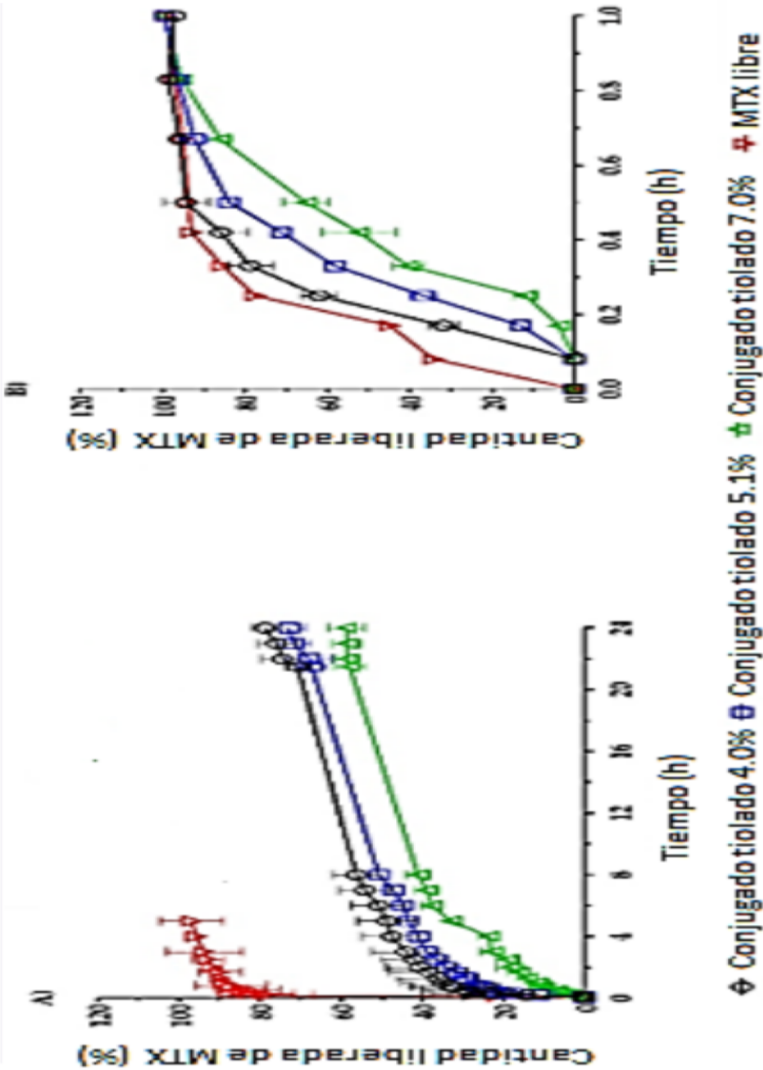 A)
Cantidad liberada de MTX (%)
120
100
80
60
40
20
0
0 4 8 12 16 20 24
Tiempo (h)
B)
Cantidad liberada de MTX (%)
120
100
80
60
40
20
0
0.0 0.2 0.4 0.6 0.8 1.0
Tiempo (h)
Conjugado tiolado 4.0% Conjugado tiolado 5.1% Conjugado tiolado 7.0% MTX libre